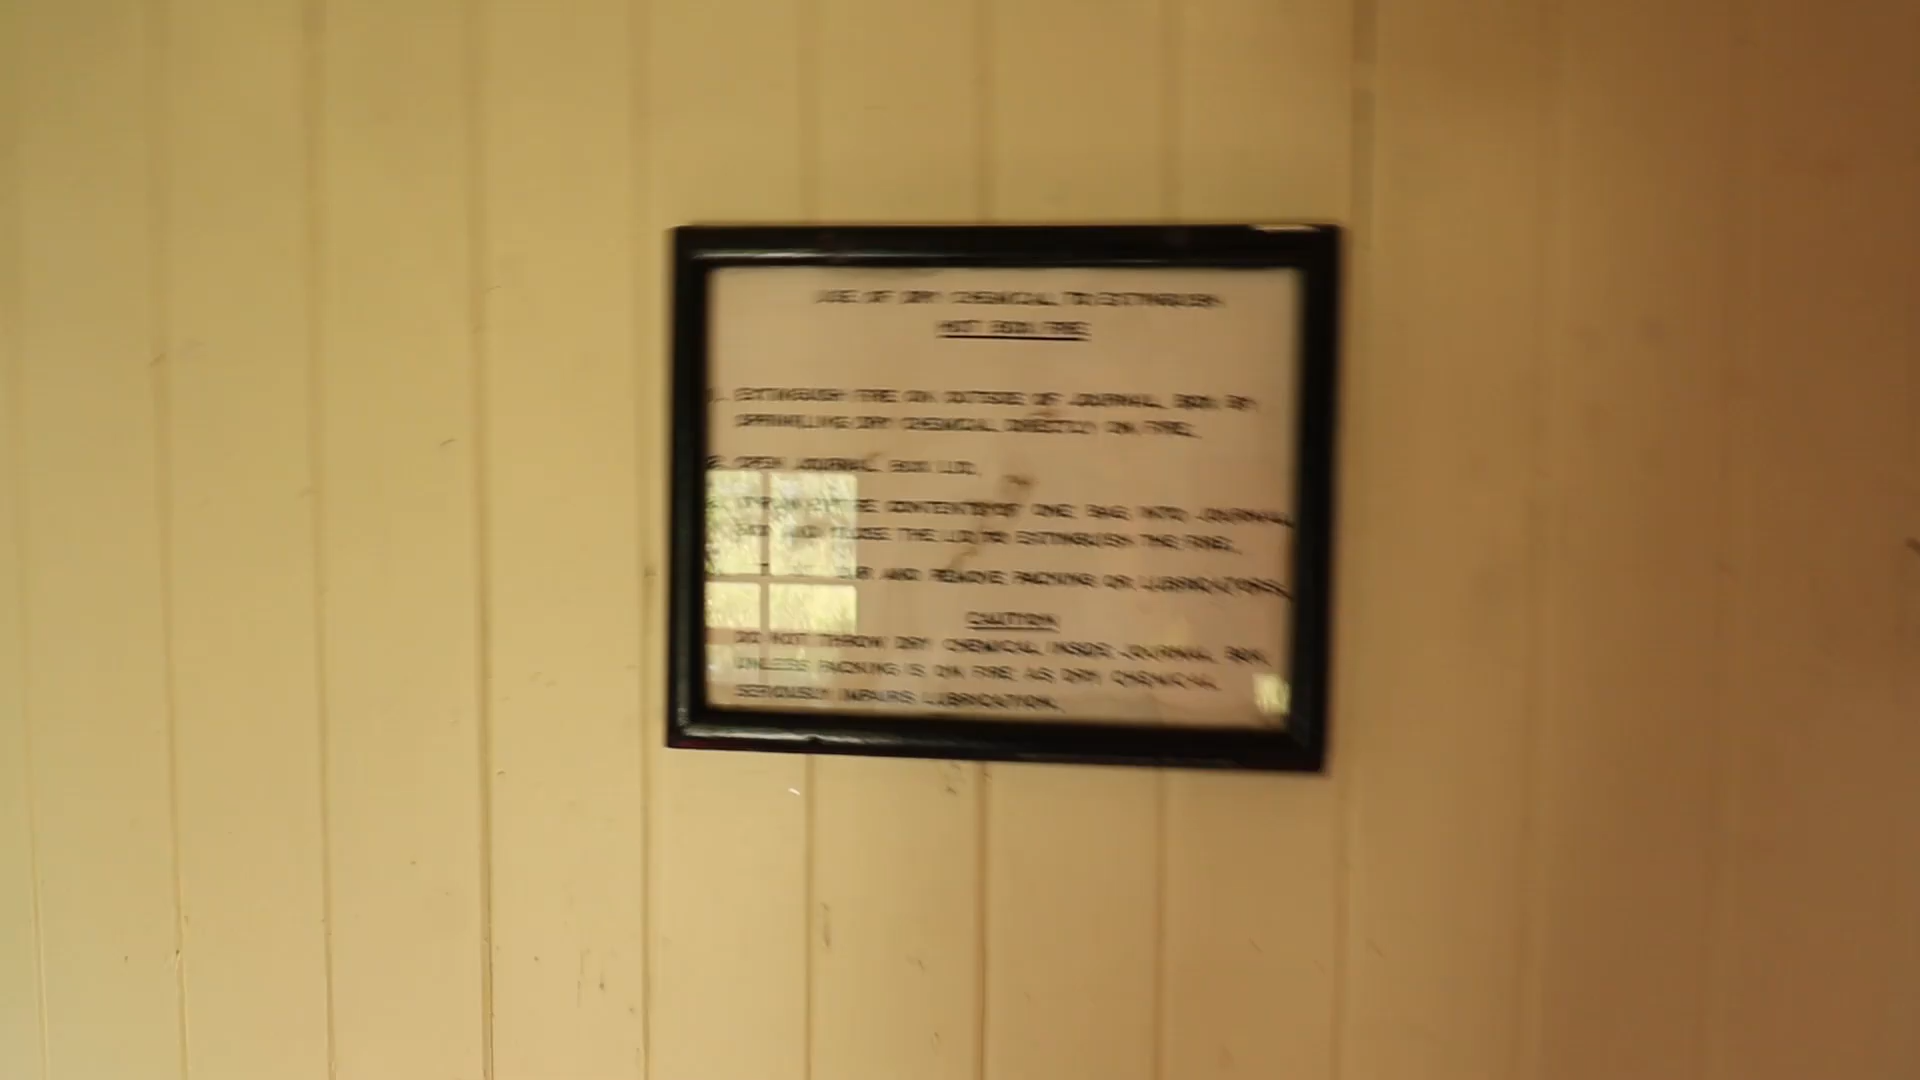 USE OF DRY CHEMICAL TO EXTINGUISH
HOT BOX FIRE
1. EXTINGUISH FIRE ON OUTSIDE OF JOURNAL BOX BY
SPRINKLING DRY CHEMICAL DIRECTLY ON FIRE.
2. OPEN JOURNAL BOX LID.
CONTENTS OF ONE BAG INTO JOURNAL
BOX AND CLOSE THE LID TO EXTINGUISH THE FIRE.
AND REMOVE PACKING OR LUBRICATORS.
CAUTION
DO NOT THROW DRY CHEMICAL INSIDE JOURNAL BOX,
UNLESS PACKING IS ON FIRE AS DRY CHEMICAL
SERIOUSLY IMPAIRS LUBRICATION.